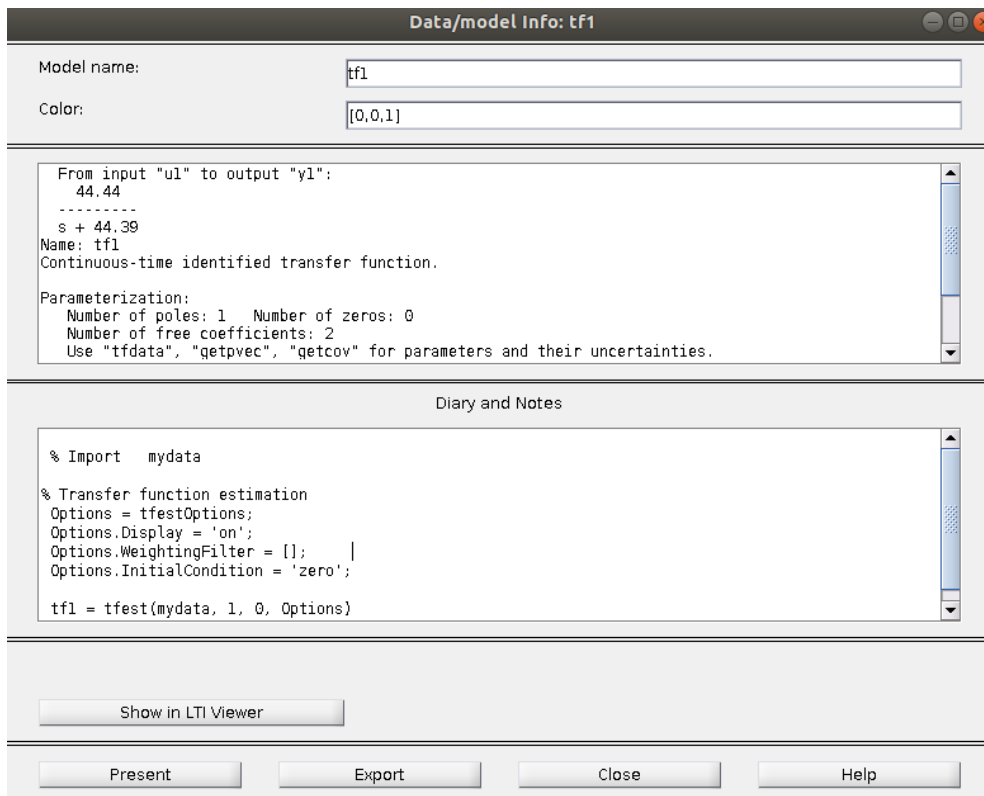 Data/model Info: tf1
Model name:
tf1
Color:
[0,0,1]
From input "u1" to output "y1":
44.44
---------
s + 44.39
Name: tf1
Continuous-time identified transfer function.
Parameterization:
Number of poles: 1   Number of zeros: 0
Number of free coefficients: 2
Use "tfdata", "getpvec", "getcov" for parameters and their uncertainties.
Diary and Notes
% Import   mydata
% Transfer function estimation
Options = tfestOptions;
Options.Display = 'on';
Options.WeightingFilter = [];
Options.InitialCondition = 'zero';
tf1 = tfest(mydata, 1, 0, Options)
Show in LTI Viewer
Present
Export
Close
Help